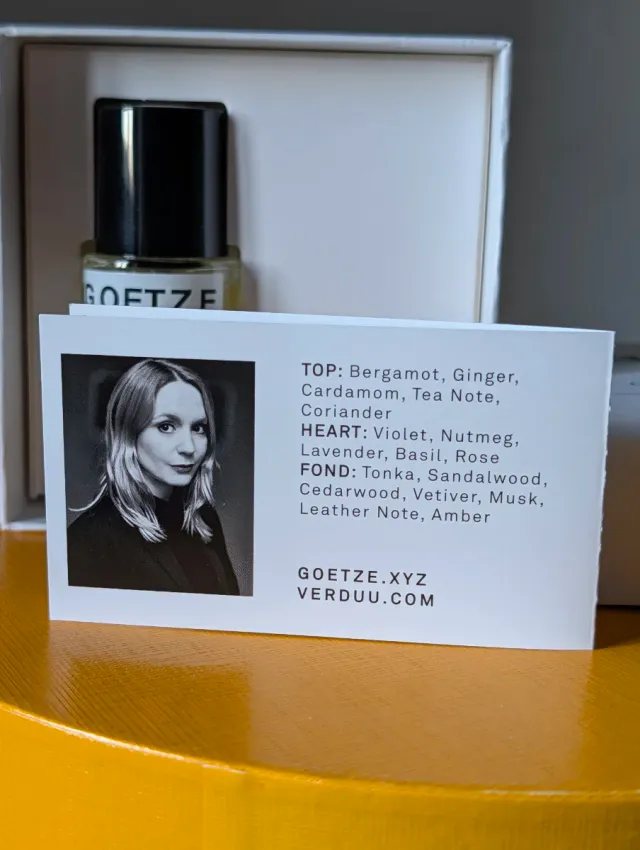 GOETZE
TOP: Bergamot, Ginger,
Cardamom, Tea Note,
Coriander
HEART: Violet, Nutmeg,
Lavender, Basil, Rose
FOND: Tonka, Sandalwood,
Cedarwood, Vetiver, Musk,
Leather Note, Amber
GOETZE.XYZ
VERDUU.COM